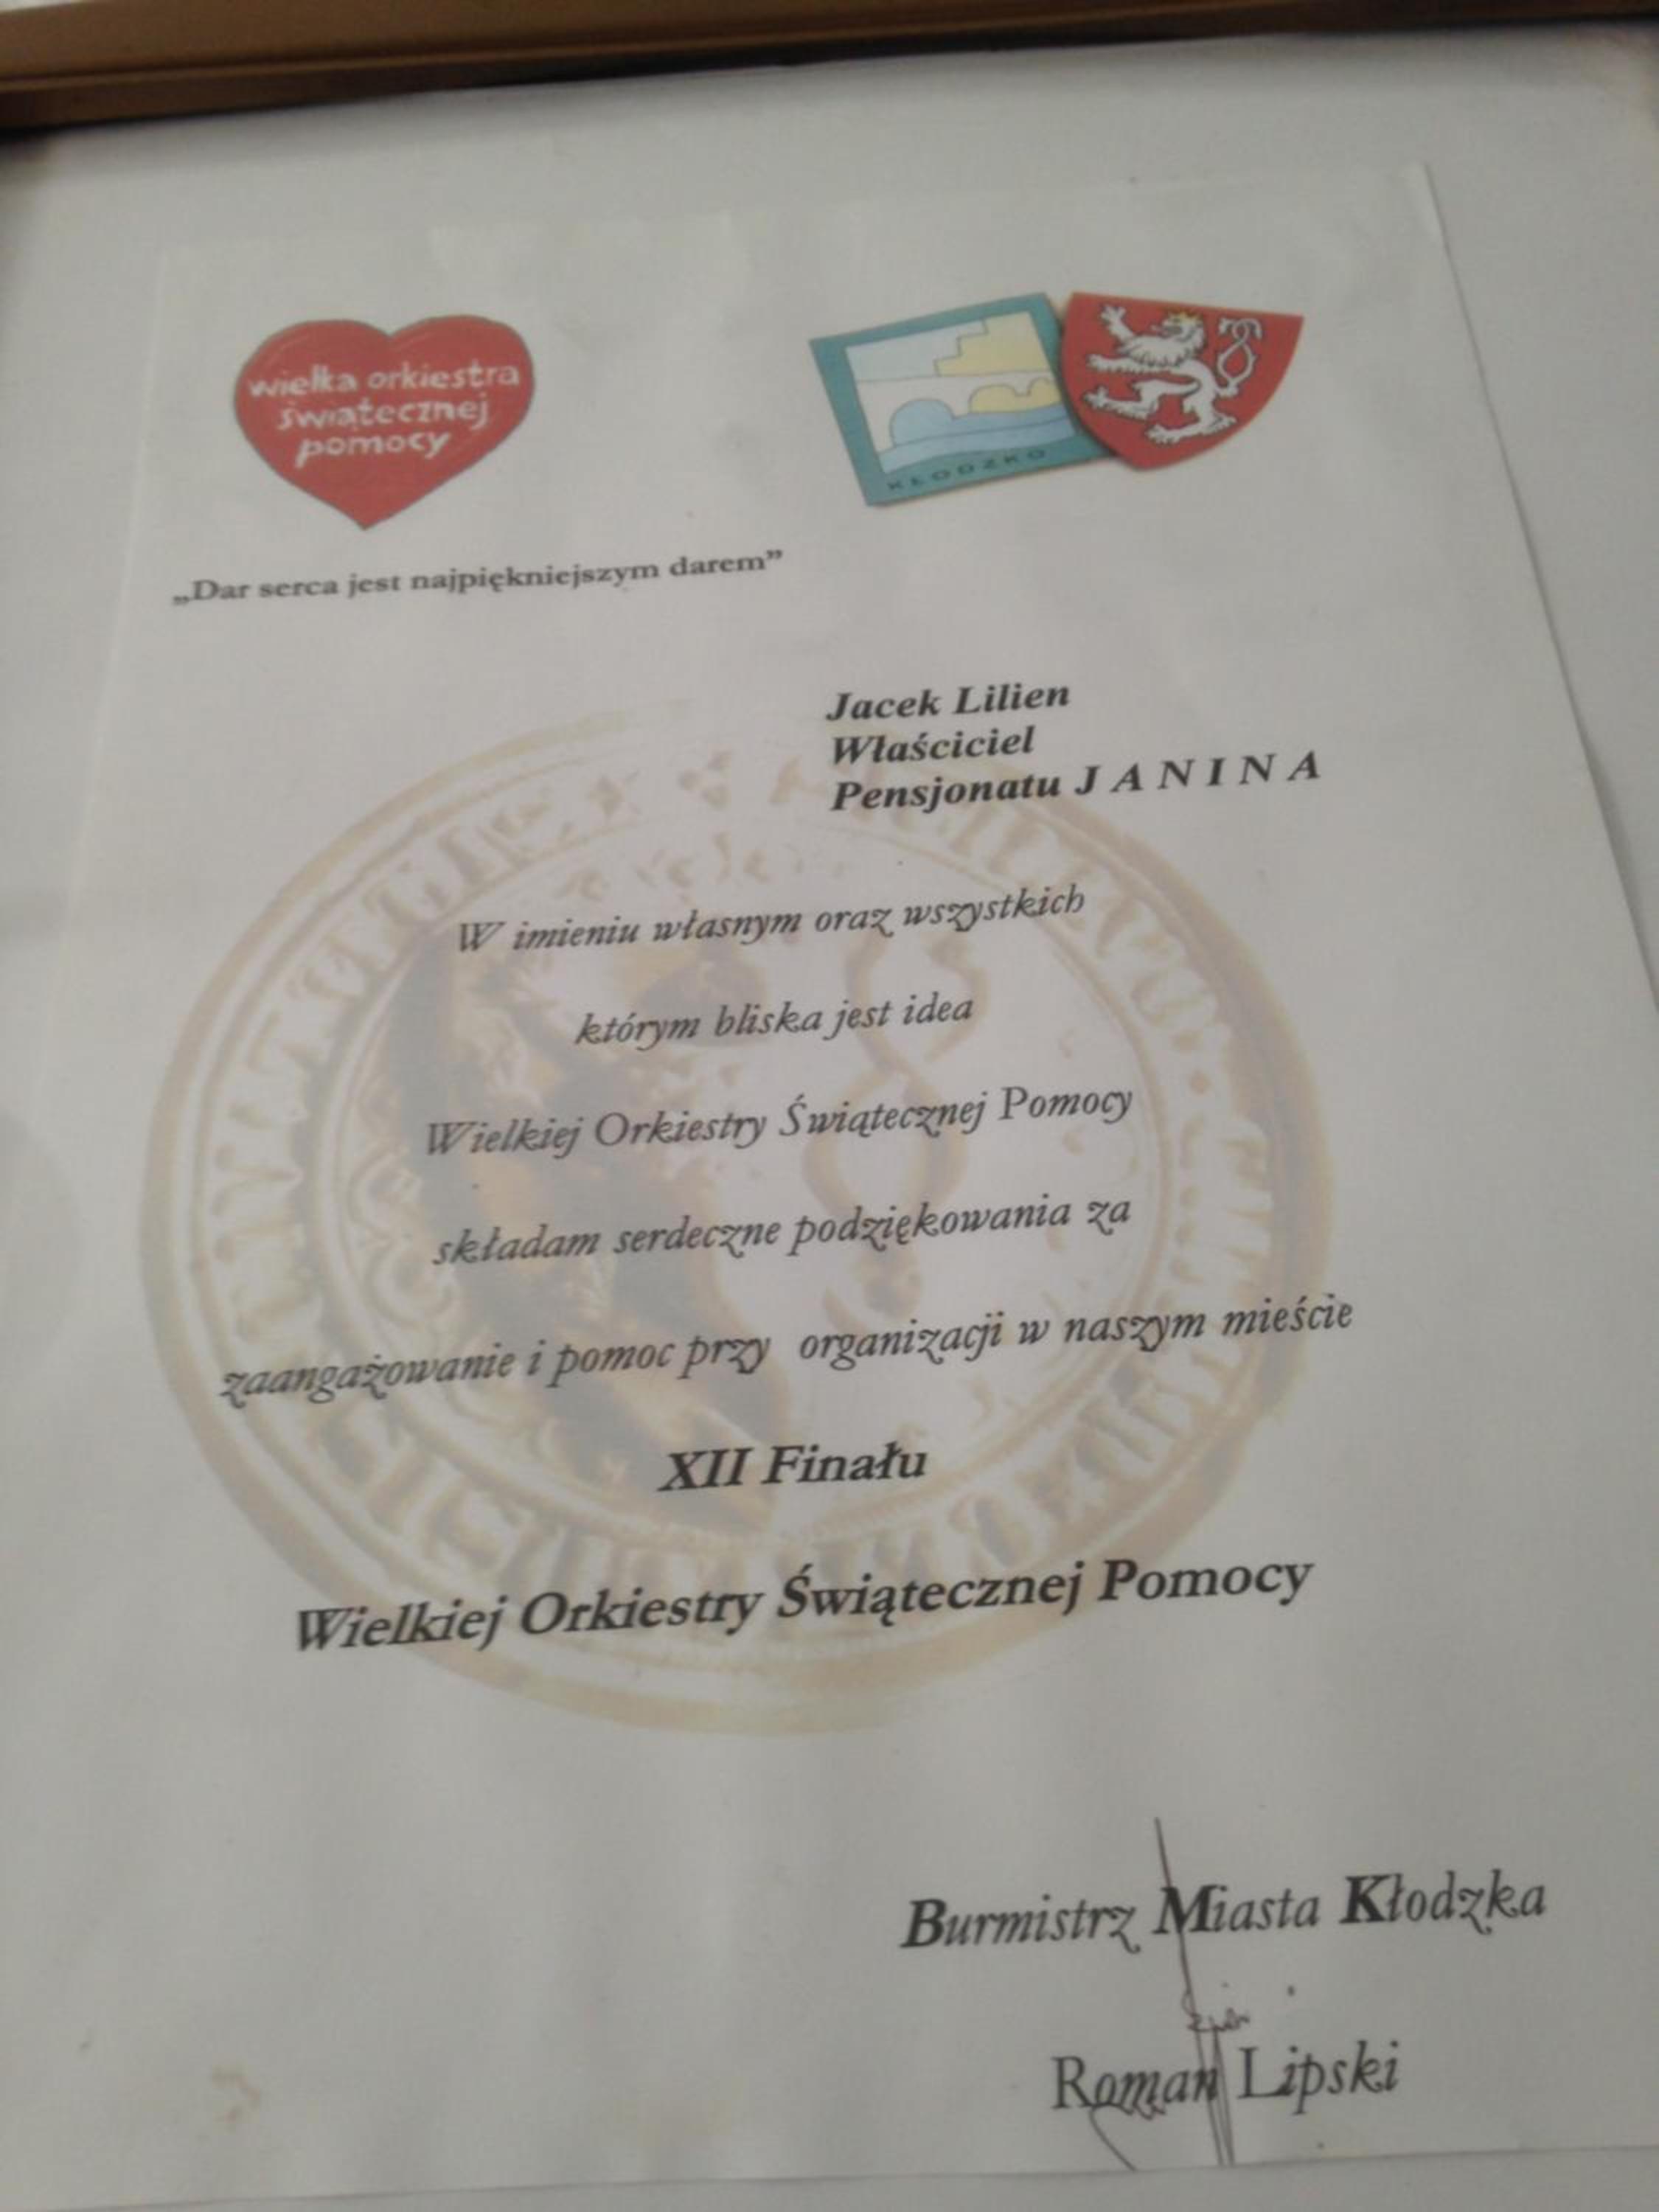 wielka orkiestra
świątecznej
pomocy
KŁODZKO
„Dar serca jest najpiękniejszym darem”
Jacek Lilien
Właściciel
Pensjonatu J A N I N A
W imieniu własnym oraz wszystkich
którym bliska jest idea
Wielkiej Orkiestry Świątecznej Pomocy
składam serdeczne podziękowania za
zaangażowanie i pomoc przy organizacji w naszym mieście
XII Finału
Wielkiej Orkiestry Świątecznej Pomocy
Burmistrz Miasta Kłodzka
Roman Lipski